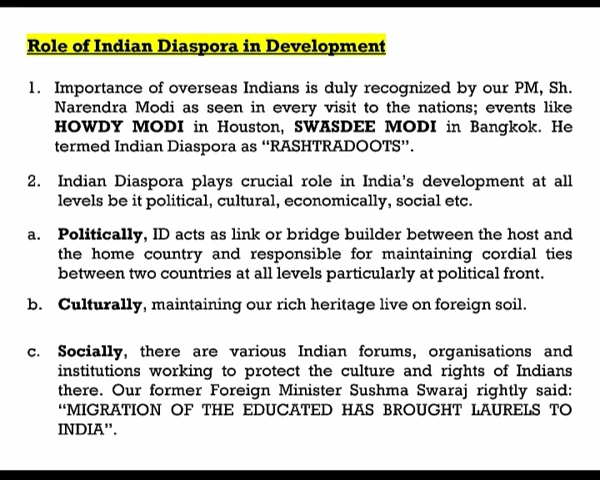 Role of Indian Diaspora in Development
1. Importance of overseas Indians is duly recognized by our PM, Sh.
Narendra Modi as seen in every visit to the nations; events like
HOWDY MODI in Houston, SWASDEE MODI in Bangkok. He
termed Indian Diaspora as “RASHTRADOOTS”.
2. Indian Diaspora plays crucial role in India’s development at all
levels be it political, cultural, economically, social etc.
a. Politically, ID acts as link or bridge builder between the host and
the home country and responsible for maintaining cordial ties
between two countries at all levels particularly at political front.
b. Culturally, maintaining our rich heritage live on foreign soil.
c. Socially, there are various Indian forums, organisations and
institutions working to protect the culture and rights of Indians
there. Our former Foreign Minister Sushma Swaraj rightly said:
“MIGRATION OF THE EDUCATED HAS BROUGHT LAURELS TO
INDIA”.